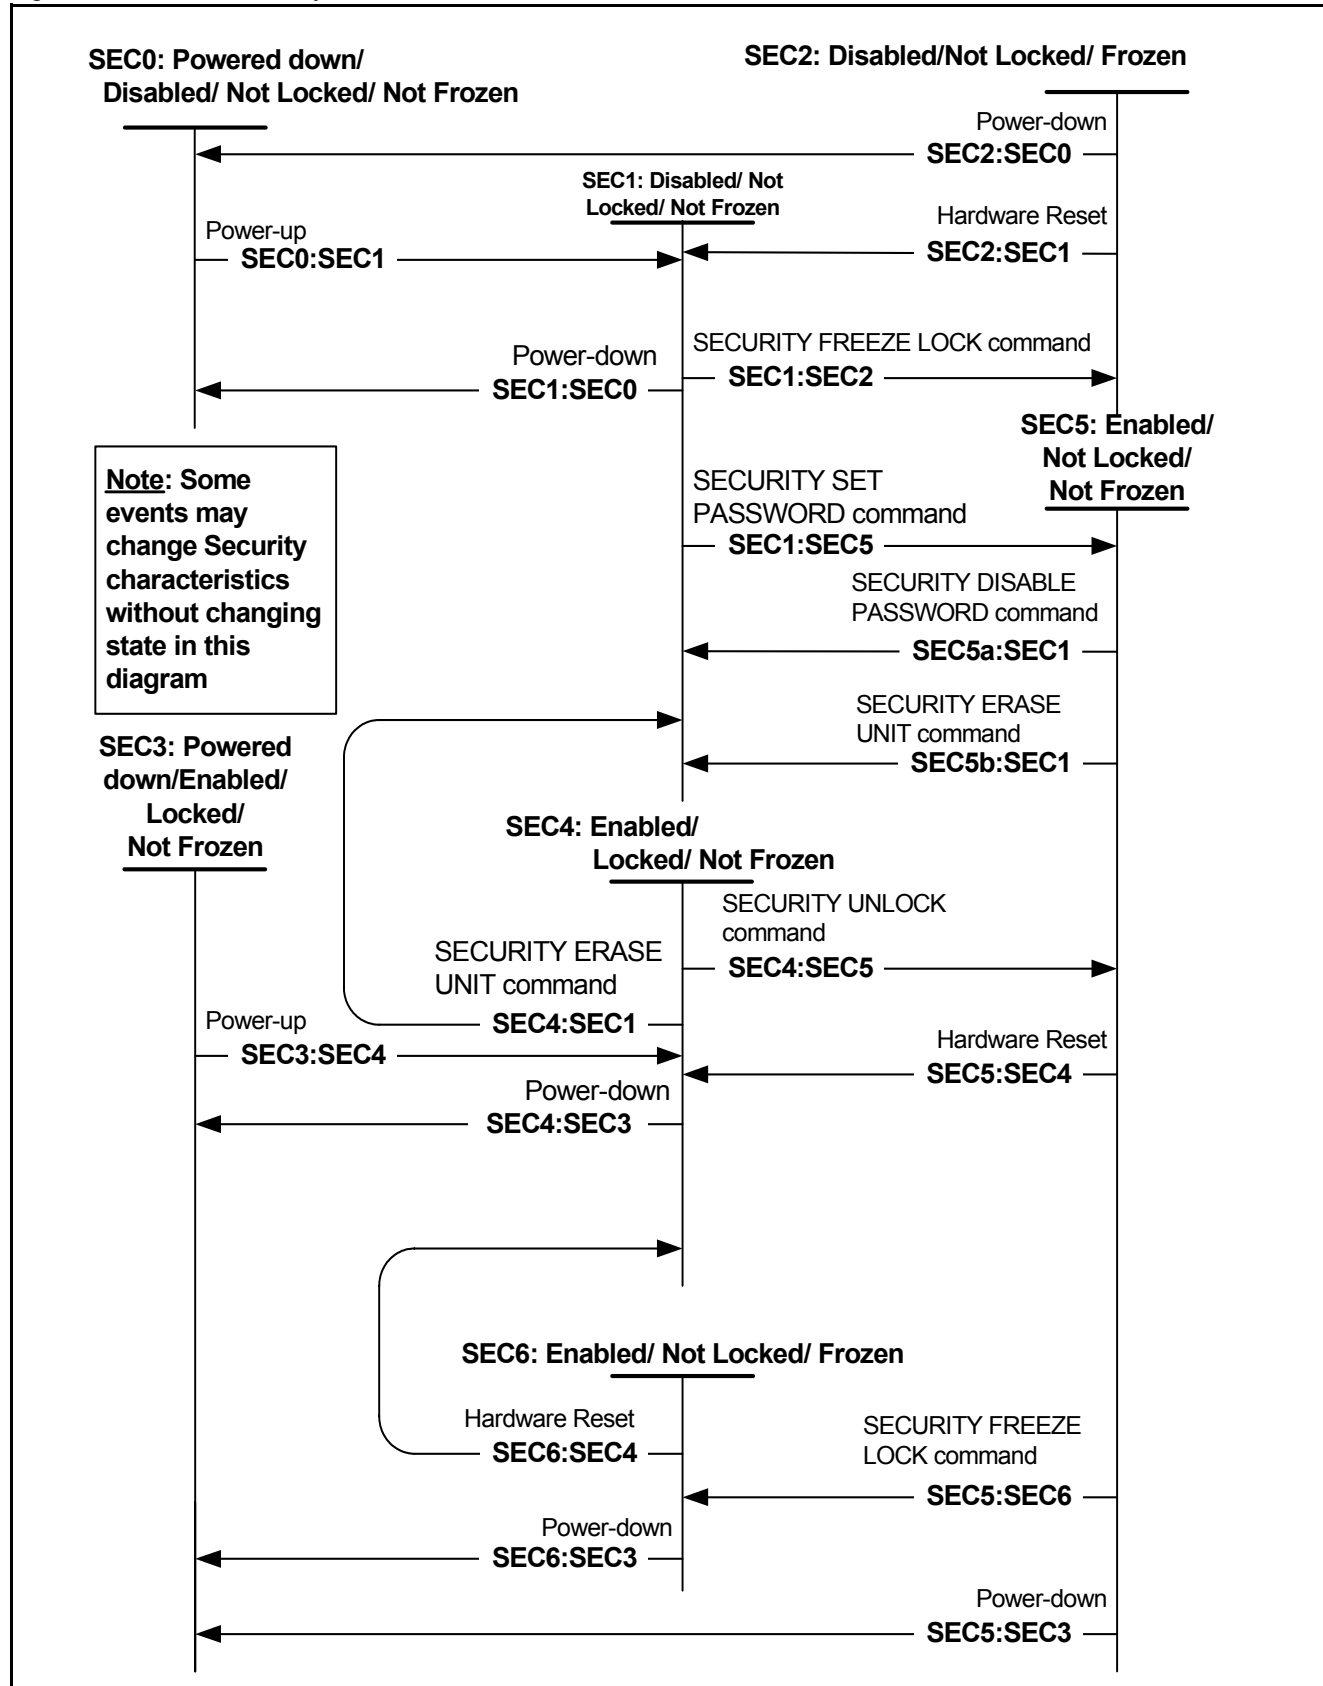 SEC0: Powered down/
Disabled/ Not Locked/ Not Frozen
SEC2: Disabled/Not Locked/ Frozen
Power-down
SEC2:SEC0
SEC1: Disabled/ Not
Locked/ Not Frozen
Hardware Reset
SEC2:SEC1
Power-up
SEC0:SEC1
Power-down
SEC1:SEC0
SECURITY FREEZE LOCK command
SEC1:SEC2
SEC5: Enabled/
Not Locked/
Not Frozen
Note: Some
events may
change Security
characteristics
without changing
state in this
diagram
SECURITY SET
PASSWORD command
SEC1:SEC5
SECURITY DISABLE
PASSWORD command
SEC5a:SEC1
SECURITY ERASE
UNIT command
SEC5b:SEC1
SEC3: Powered
down/Enabled/
Locked/
Not Frozen
SEC4: Enabled/
Locked/ Not Frozen
SECURITY UNLOCK
command
SEC4:SEC5
SECURITY ERASE
UNIT command
SEC4:SEC1
Power-up
SEC3:SEC4
Hardware Reset
SEC5:SEC4
Power-down
SEC4:SEC3
SEC6: Enabled/ Not Locked/ Frozen
Hardware Reset
SEC6:SEC4
SECURITY FREEZE
LOCK command
SEC5:SEC6
Power-down
SEC6:SEC3
Power-down
SEC5:SEC3